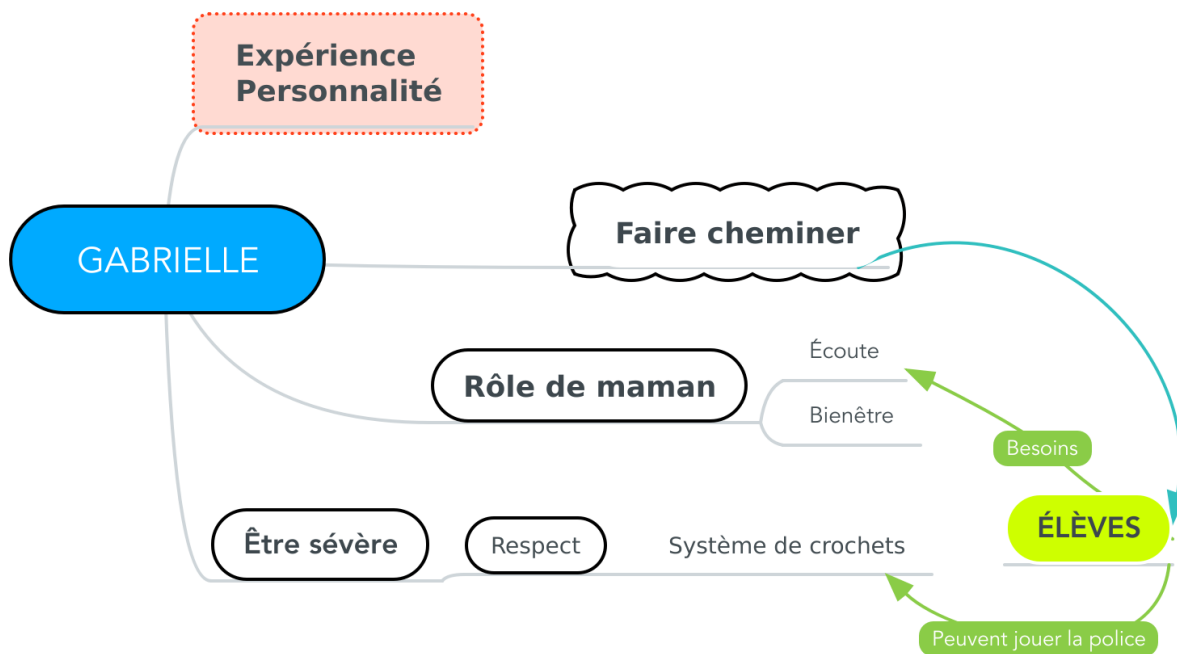 Expérience
Personnalité
GABRIELLE
Faire cheminer
Rôle de maman
Écoute
Bienêtre
Besoins
Être sévère
Respect
Système de crochets
ÉLÈVES
Peuvent jouer la police